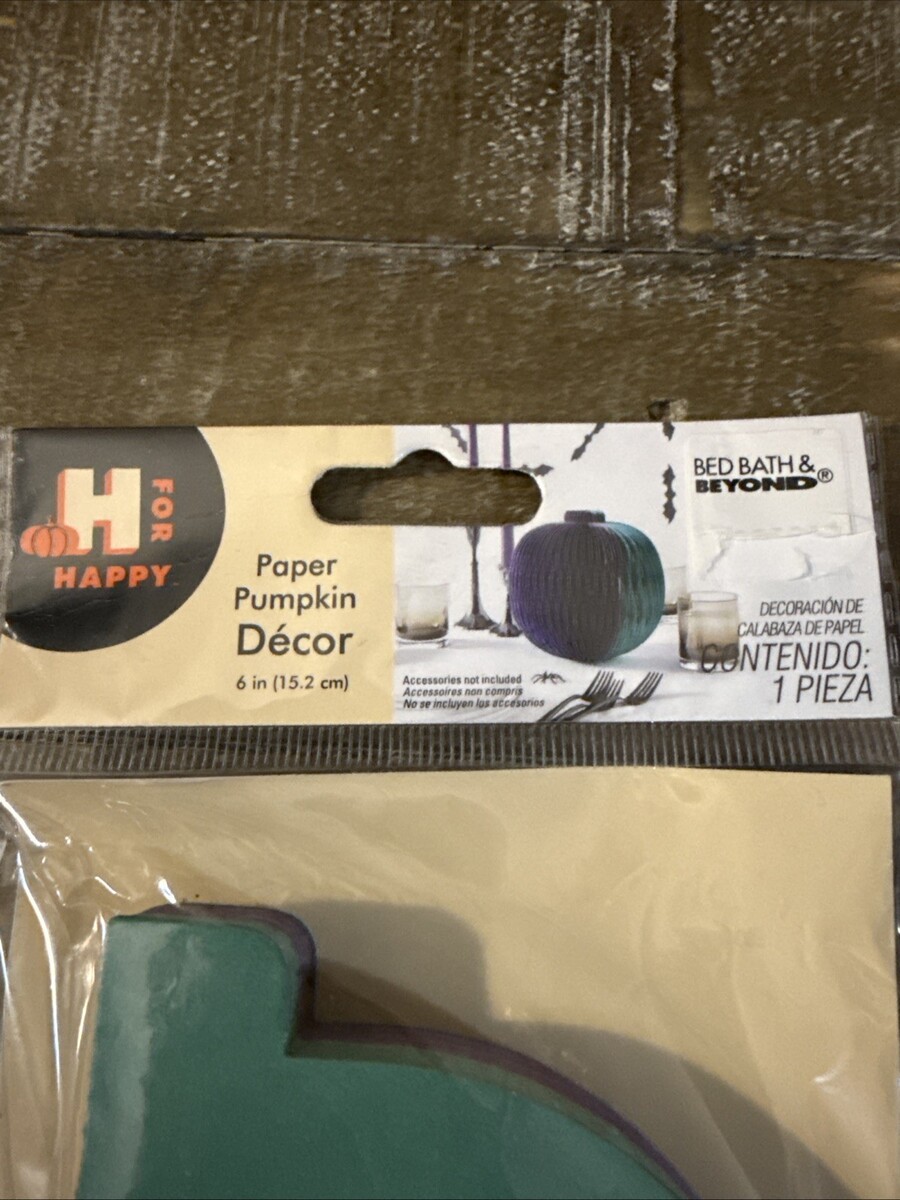 H
FOR
HAPPY
Paper
Pumpkin
Décor
6 in (15.2 cm)
Accessories not included
Accessoires non compris
No se incluyen los accesorios
BED BATH &
BEYOND®
DECORACIÓN DE
CALABAZA DE PAPEL
CONTENIDO:
1 PIEZA